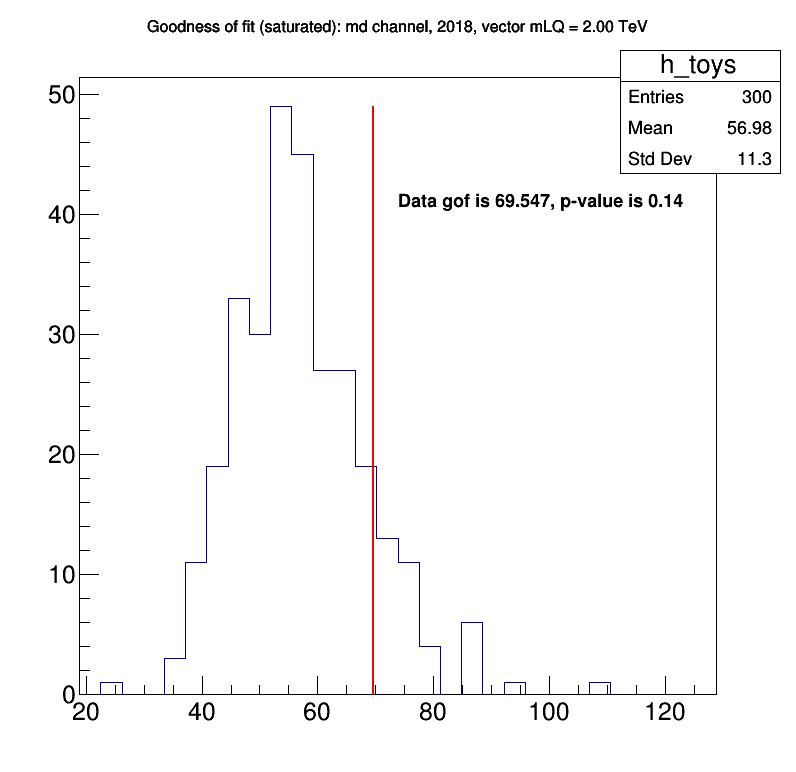 Goodness of fit (saturated): md channel, 2018, vector mLQ = 2.00 TeV
h_toys
Entries 300
Mean 56.98
Std Dev 11.3
Data gof is 69.547, p-value is 0.14
50
40
30
20
10
0
20 40 60 80 100 120